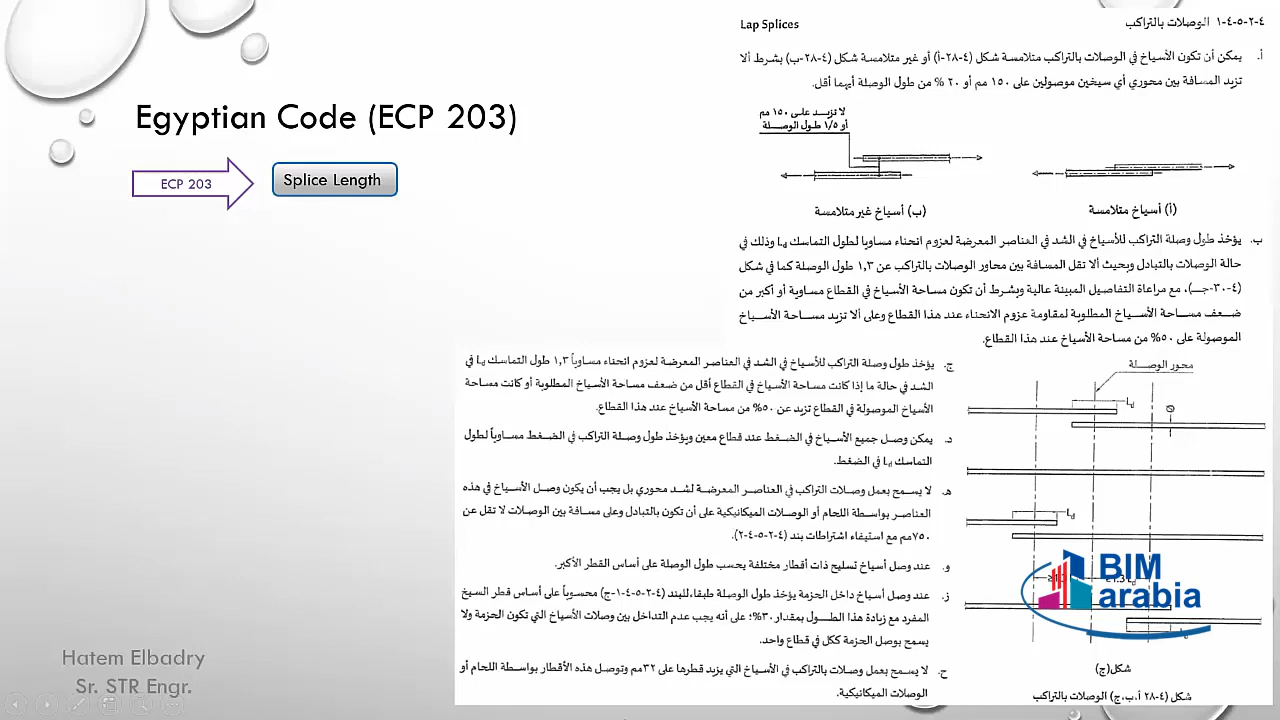 Egyptian Code (ECP 203)
ECP 203
Splice Length
Lap Splices
٤-٢-٥-٤-١ الوصلات بالتراكب
أ. يمكن أن تكون الأسياخ في الوصلات بالتراكب متلامسة شكل (٤-٢٨-أ) أو غير متلامسة شكل (٤-٢٨-ب) بشرط ألا
تزيد المسافة بين محوري أي سيخين موصولين على ١٥٠ مم أو ٢٠ % من طول الوصلة أيهما أقل.
لا تزيد على ١٥٠ مم
أو ١/٥ طول الوصلة
(أ) أسياخ متلامسة
(ب) أسياخ غير متلامسة
ب. يؤخذ طول وصلة التراكب للأسياخ في الشد في العناصر المعرضة لعزوم انحناء مساويا لطول التماسك Ld وذلك في
حالة الوصلات بالتبادل وبحيث ألا تقل المسافة بين محاور الوصلات بالتراكب عن ١,٣ طول الوصلة كما في شكل
(٤-٣٠-جـ)، مع مراعاة التفاصيل المبينة عالية وبشرط أن تكون مساحة الأسياخ في القطاع مساوية أو أكبر من
ضعف مساحة الأسياخ المطلوبة لمقاومة عزوم الانحناء عند هذا القطاع وعلى ألا تزيد مساحة الأسياخ
الموصولة على ٥٠% من مساحة الأسياخ عند هذا القطاع.
ج. يؤخذ طول وصلة التراكب للأسياخ في الشد في العناصر المعرضة لعزوم انحناء مساوياً ١,٣ طول التماسك Ld في
الشد في حالة ما إذا كانت مساحة الأسياخ في القطاع أقل من ضعف مساحة الأسياخ المطلوبة أو كانت مساحة
الأسياخ الموصولة في القطاع تزيد عن ٥٠% من مساحة الأسياخ عند هذا القطاع.
د. يمكن وصل جميع الأسياخ في الضغط عند قطاع معين ويؤخذ طول وصلة التراكب في الضغط مساوياً لطول
التماسك Ld في الضغط.
هـ. لا يسمح بعمل وصلات التراكب في العناصر المعرضة لشد محوري بل يجب أن يكون وصل الأسياخ في هذه
العناصر بواسطة اللحام أو الوصلات الميكانيكية على أن تكون بالتبادل وعلى مسافة بين الوصلات لا تقل عن
٧٥٠مم مع استيفاء اشتراطات بند (٤-٢-٥-٤-٢).
و. عند وصل أسياخ تسليح ذات أقطار مختلفة يحسب طول الوصلة على أساس القطر الأكبر.
ز. عند وصل أسياخ داخل الحزمة يؤخذ طول الوصلة طبقا،للبند (٤-٢-٥-٤-١-ج) محسوباً على أساس قطر السيخ
المفرد مع زيادة هذا الطول بمقدار ٣٠%؛ على أنه يجب عدم التداخل بين وصلات الأسياخ التي تكون الحزمة ولا
يسمح بوصل الحزمة ككل في قطاع واحد.
ح. لا يسمح بعمل وصلات بالتراكب في الأسياخ التي يزيد قطرها على ٣٢مم وتوصل هذه الأقطار بواسطة اللحام أو
الوصلات الميكانيكية.
محور الوصلة
Ld
Ø
Ld
BIM
arabia
شكل(ج)
شكل (٤-٢٨ أ،ب،ج) الوصلات بالتراكب
Hatem Elbadry
Sr. STR Engr.